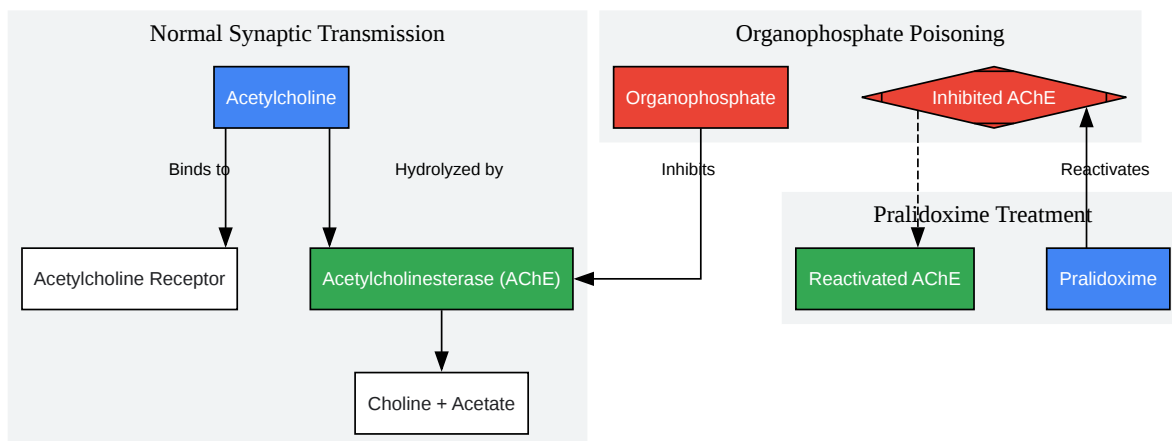 Normal Synaptic Transmission
Organophosphate Poisoning
Acetylcholine
Organophosphate
Inhibited AChE
Binds to
Hydrolyzed by
Inhibits
Reactivates
Pralidoxime Treatment
Acetylcholine Receptor
Acetylcholinesterase (AChE)
Reactivated AChE
Pralidoxime
Choline + Acetate